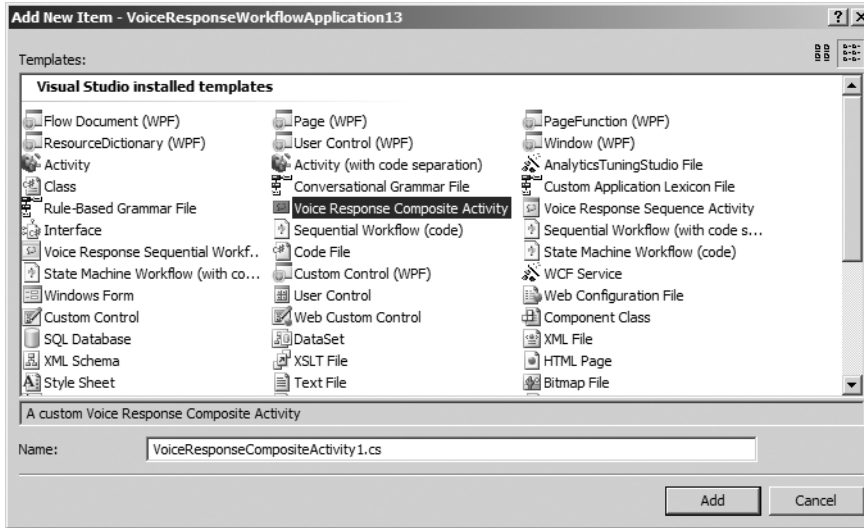 Add New Item - VoiceResponseWorkflowApplication13
Templates:
Visual Studio installed templates
Flow Document (WPF) Page (WPF) PageFunction (WPF)
ResourceDictionary (WPF) User Control (WPF) Window (WPF)
Activity Activity (with code separation) AnalyticsTuningStudio File
Class Conversational Grammar File Custom Application Lexicon File
Rule-Based Grammar File Voice Response Composite Activity Voice Response Sequence Activity
Interface Sequential Workflow (code) Sequential Workflow (with code s...
Voice Response Sequential Workf.. Code File State Machine Workflow (code)
State Machine Workflow (with co... Custom Control (WPF) WCF Service
Windows Form User Control Web Configuration File
Custom Control Web Custom Control Component Class
SQL Database DataSet XML File
XML Schema XSLT File HTML Page
Style Sheet Text File Bitmap File
A custom Voice Response Composite Activity
Name: VoiceResponseCompositeActivity1.cs
Add Cancel